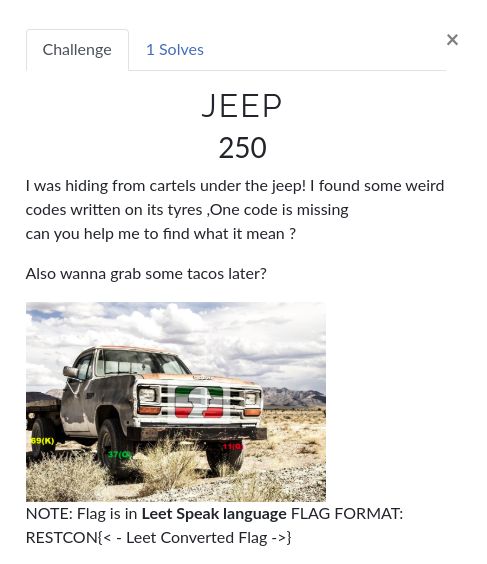 ×
Challenge
1 Solves
JEEP
250
I was hiding from cartels under the jeep! I found some weird
codes written on its tyres ,One code is missing
can you help me to find what it mean ?
Also wanna grab some tacos later?
69(K)
37(G)
NOTE: Flag is in Leet Speak language FLAG FORMAT:
RESTCON{< - Leet Converted Flag ->}